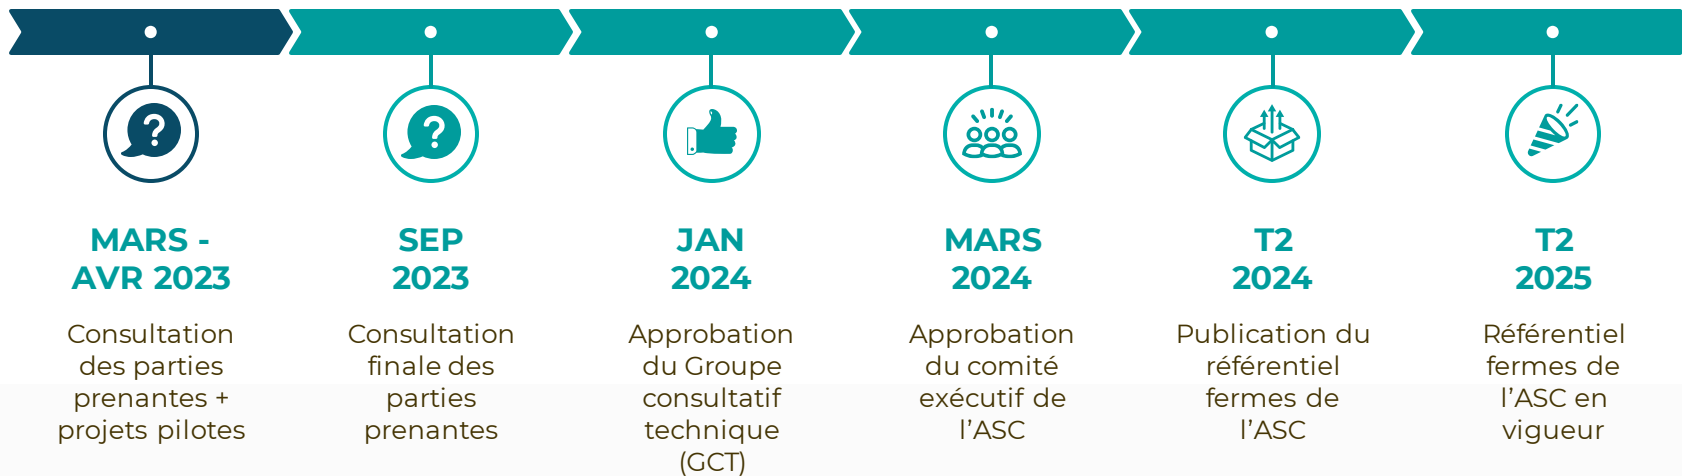 MARS -
AVR 2023
Consultation
des parties
prenantes +
projets pilotes
SEP
2023
Consultation
finale des
parties
prenantes
JAN
2024
Approbation
du Groupe
consultatif
technique
(GCT)
MARS
2024
Approbation
du comité
exécutif de
l’ASC
T2
2024
Publication du
référentiel
fermes de
l’ASC
T2
2025
Référentiel
fermes de
l’ASC en
vigueur